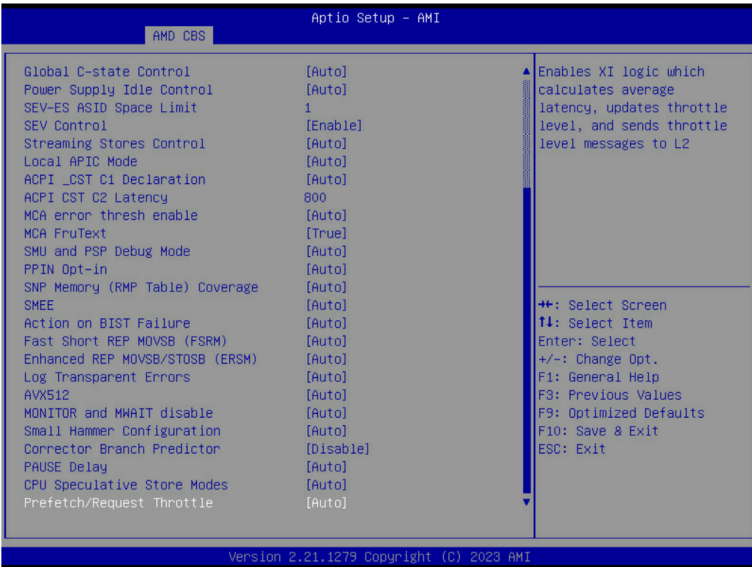 Aptio Setup – AMI
AMD CBS
Global C-state Control [Auto]
Power Supply Idle Control [Auto]
SEV-ES ASID Space Limit 1
SEV Control [Enable]
Streaming Stores Control [Auto]
Local APIC Mode [Auto]
ACPI _CST C1 Declaration [Auto]
ACPI CST C2 Latency 800
MCA error thresh enable [Auto]
MCA FruText [True]
SMU and PSP Debug Mode [Auto]
PPIN Opt-in [Auto]
SNP Memory (RMP Table) Coverage [Auto]
SMEE [Auto]
Action on BIST Failure [Auto]
Fast Short REP MOVSB (FSRM) [Auto]
Enhanced REP MOVSB/STOSB (ERSM) [Auto]
Log Transparent Errors [Auto]
AVX512 [Auto]
MONITOR and MWAIT disable [Auto]
Small Hammer Configuration [Auto]
Corrector Branch Predictor [Disable]
PAUSE Delay [Auto]
CPU Speculative Store Modes [Auto]
Prefetch/Request Throttle [Auto]
Enables XI logic which
calculates average
latency, updates throttle
level, and sends throttle
level messages to L2
→←: Select Screen
↑↓: Select Item
Enter: Select
+/-: Change Opt.
F1: General Help
F3: Previous Values
F9: Optimized Defaults
F10: Save & Exit
ESC: Exit
Version 2.21.1279 Copyright (C) 2023 AMI